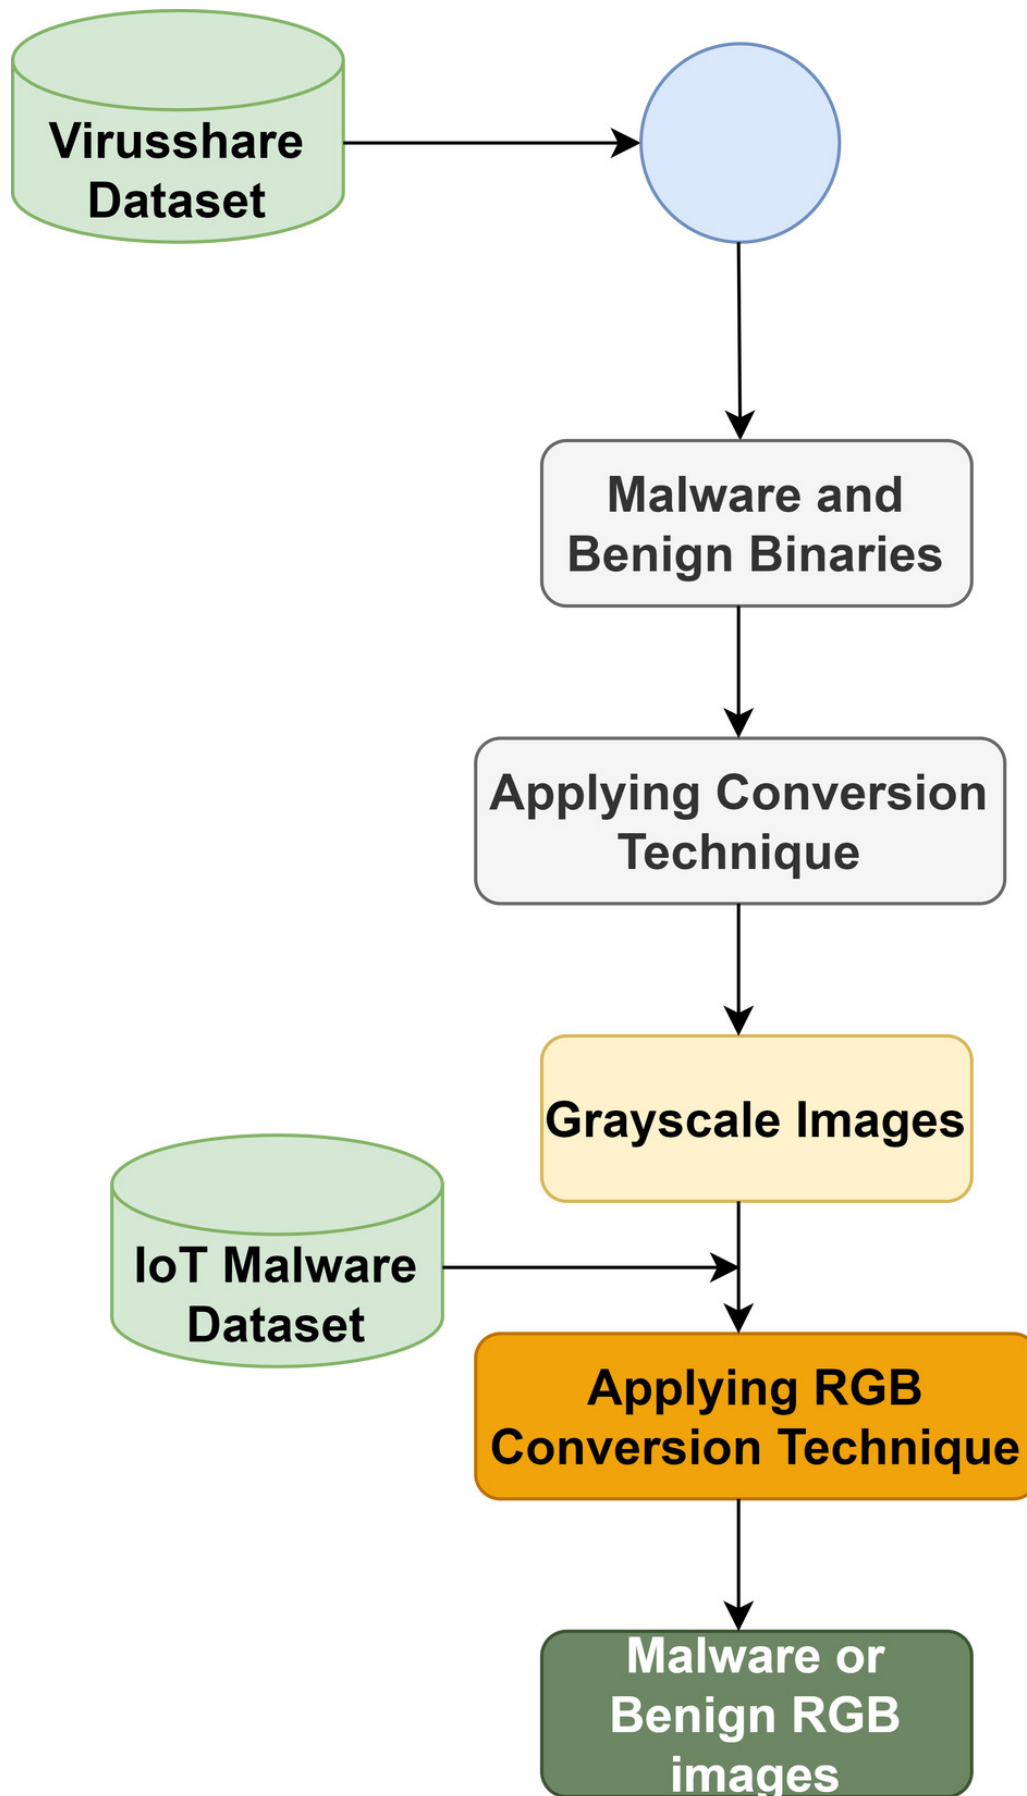 Virusshare
Dataset
Malware and
Benign Binaries
Applying Conversion
Technique
Grayscale Images
IoT Malware
Dataset
Applying RGB
Conversion Technique
Malware or
Benign RGB
images